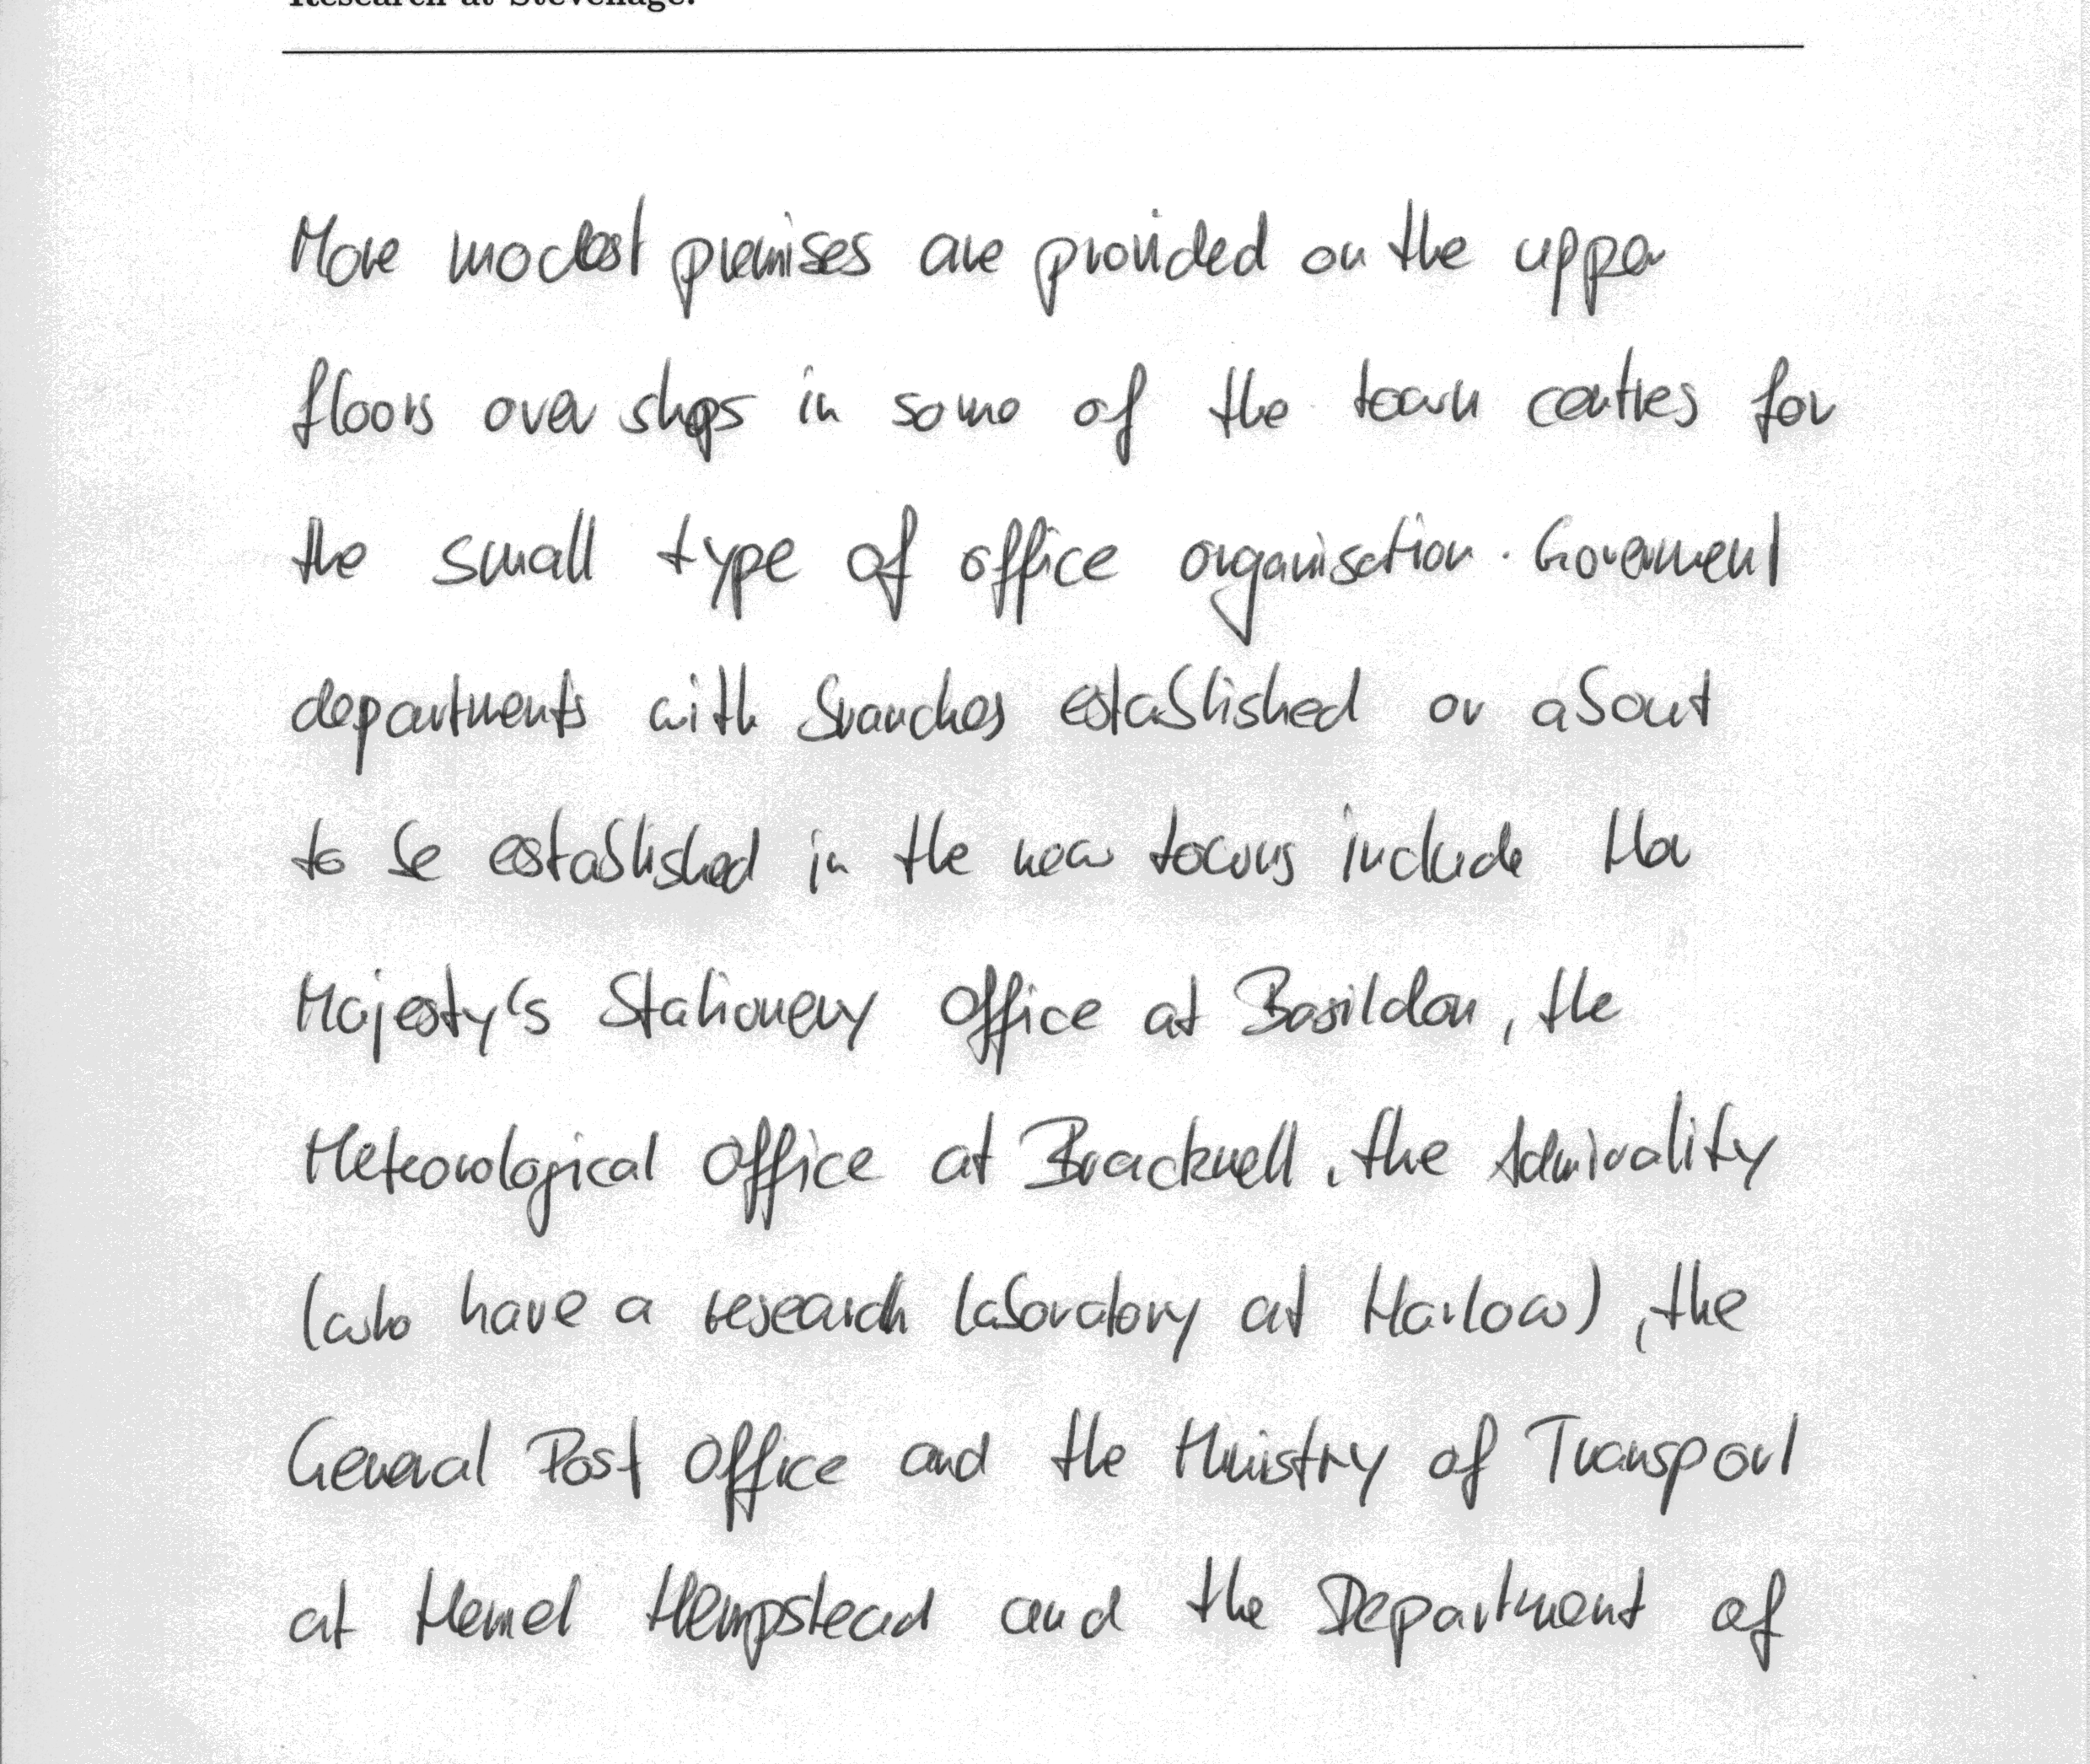 Research at Stevenage.
More modest premises are provided on the upper
floors over shops in some of the town centres for
the small type of office organisation. Goverment
departments with branches established or about
to be established in the new towns include Her
Majesty's Stationery Office at Basildon, the
Meteorological Office at Bracknell, the Admirality
(who have a research laboratory at Harlow), the
General Post Office and the Ministry of Transport
at Hemel Hempstead and the Department of